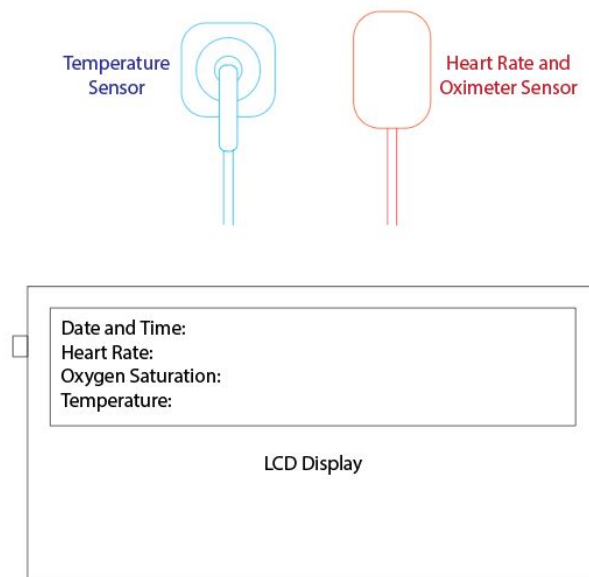 Temperature
Sensor
Heart Rate and
Oximeter Sensor
Date and Time:
Heart Rate:
Oxygen Saturation:
Temperature:
LCD Display